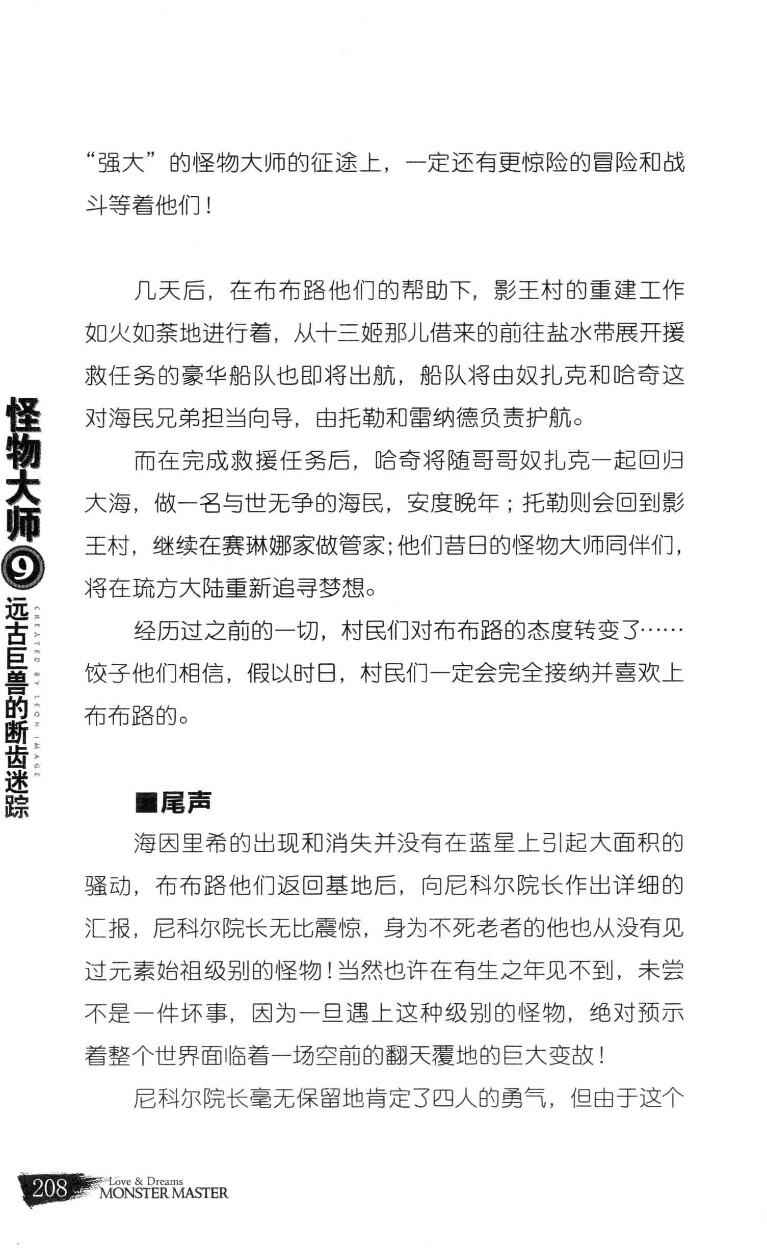 “强大”的怪物大师的征途上，一定还有更惊险的冒险和战
斗等着他们！
几天后，在布布路他们的帮助下，影王村的重建工作
如火如荼地进行着，从十三姬那儿借来的前往盐水带展开援
救任务的豪华船队也即将出航，船队将由奴扎克和哈奇这
对海民兄弟担当向导，由托勒和雷纳德负责护航。
而在完成救援任务后，哈奇将随哥哥奴扎克一起回归
大海，做一名与世无争的海民，安度晚年；托勒则会回到影
王村，继续在赛琳娜家做管家；他们昔日的怪物大师同伴们，
将在琉方大陆重新追寻梦想。
经历过之前的一切，村民们对布布路的态度转变了……
饺子他们相信，假以时日，村民们一定会完全接纳并喜欢上
布布路的。
■尾声
海因里希的出现和消失并没有在蓝星上引起大面积的
骚动，布布路他们返回基地后，向尼科尔院长作出详细的
汇报，尼科尔院长无比震惊，身为不死老者的他也从没有见
过元素始祖级别的怪物！当然也许在有生之年见不到，未尝
不是一件坏事，因为一旦遇上这种级别的怪物，绝对预示
着整个世界面临着一场空前的翻天覆地的巨大变故！
尼科尔院长毫无保留地肯定了四人的勇气，但由于这个
怪物大师 9
远古巨兽的断齿迷踪
CREATED BY LEON IMAGE
208
Love & Dreams
MONSTER MASTER